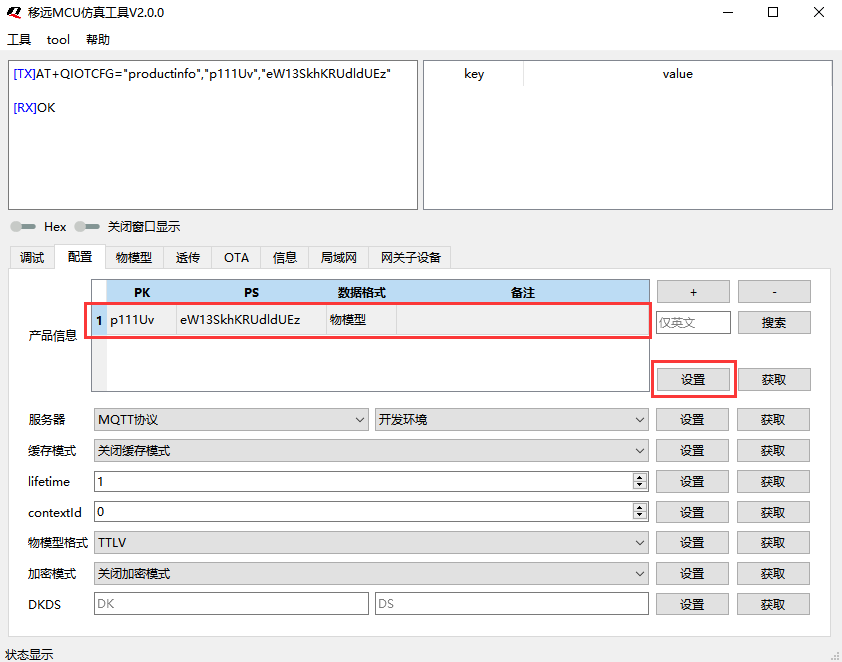 移远MCU仿真工具V2.0.0
工具 tool 帮助
[TX]AT+QIOTCFG="productinfo","p111Uv","eW13SkhKRUdldUEz"
[RX]OK
key value
Hex 关闭窗口显示
调试 配置 物模型 透传 OTA 信息 局域网 网关子设备
PK PS 数据格式 备注 + -
1 p111Uv eW13SkhKRUdldUEz 物模型 仅英文 搜索
产品信息
设置 获取
服务器 MQTT协议 开发环境 设置 获取
缓存模式 关闭缓存模式 设置 获取
lifetime 1 设置 获取
contextId 0 设置 获取
物模型格式 TTLV 设置 获取
加密模式 关闭加密模式 设置 获取
DKDS DK DS 设置 获取
状态显示